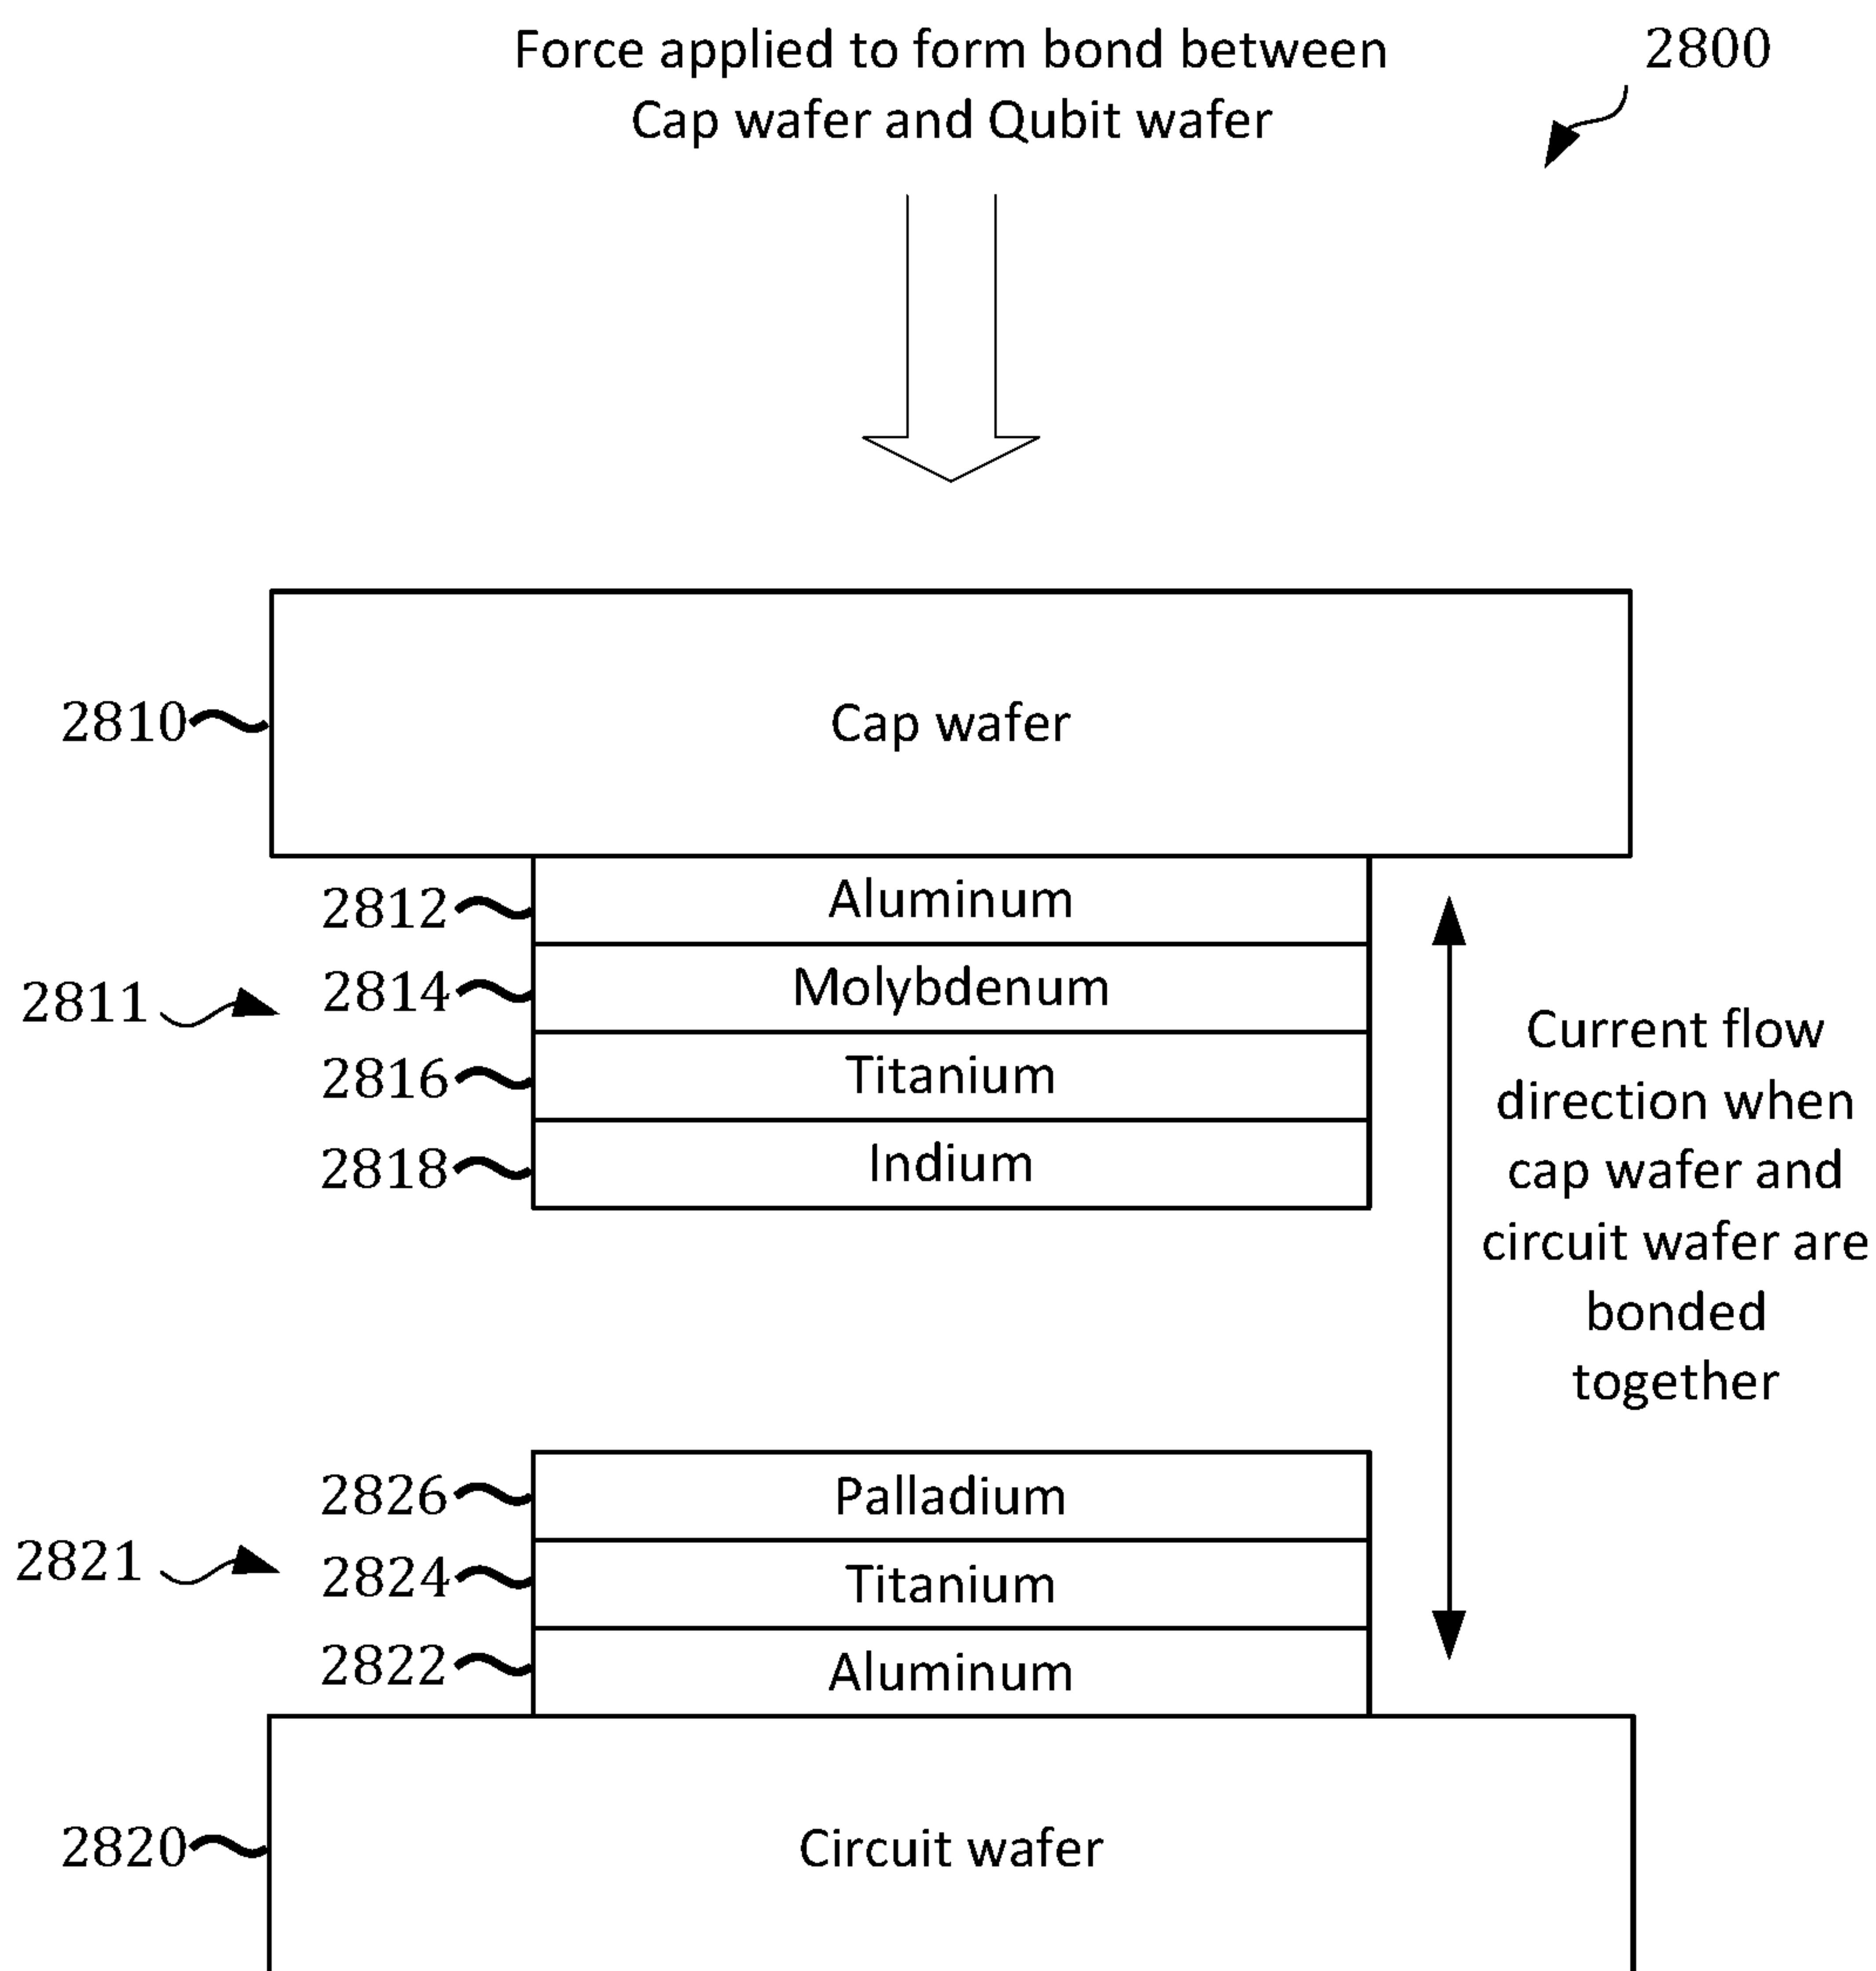 Force applied to form bond between
Cap wafer and Qubit wafer
2800
2810
Cap wafer
2812
Aluminum
2811
2814
Molybdenum
2816
Titanium
2818
Indium
Current flow
direction when
cap wafer and
circuit wafer are
bonded
together
2826
Palladium
2821
2824
Titanium
2822
Aluminum
2820
Circuit wafer